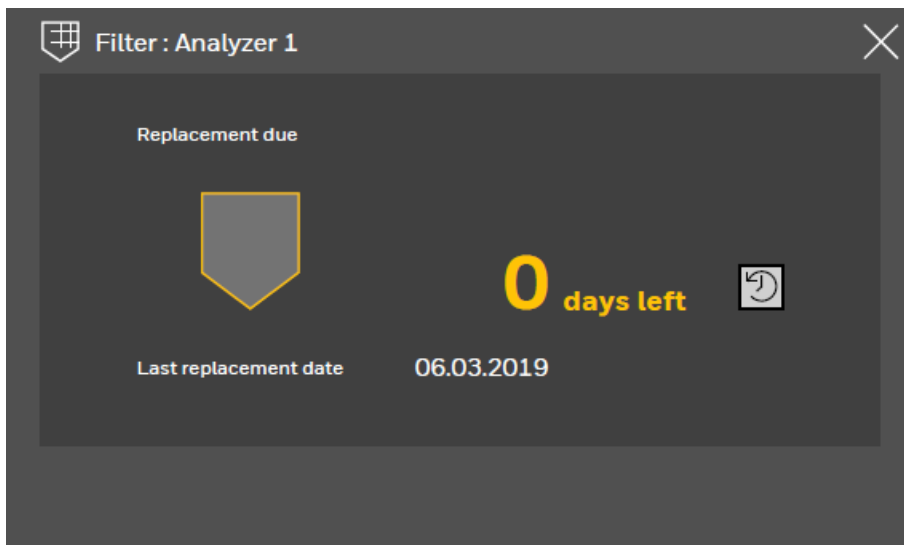 Filter : Analyzer 1
Replacement due
0 days left
Last replacement date 06.03.2019